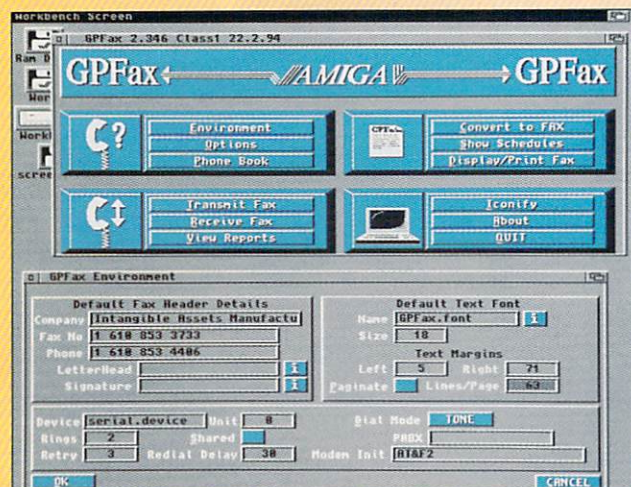 Workbench Screen
GPFax 2.346 Class1 22.2.94
GPFax AMIGA GPFax
Environment
Options
Phone Book
Convert to FAX
Show Schedules
Display/Print Fax
Transmit Fax
Receive Fax
View Reports
Iconify
About
QUIT
GPFax Environment
Default Fax Header Details
Company Intangible Assets Manufactu
Fax No 1 610 853 3733
Phone 1 610 853 4406
LetterHead i
Signature i
Default Text Font
Name GPFax.font i
Size 18
Text Margins
Left 5 Right 71
Paginate Lines/Page 63
Device serial.device Unit 0
Rings 2 Shared
Retry 3 Redial Delay 30
Dial Mode TONE
PABX
Modem Init AT&F2
OK CANCEL